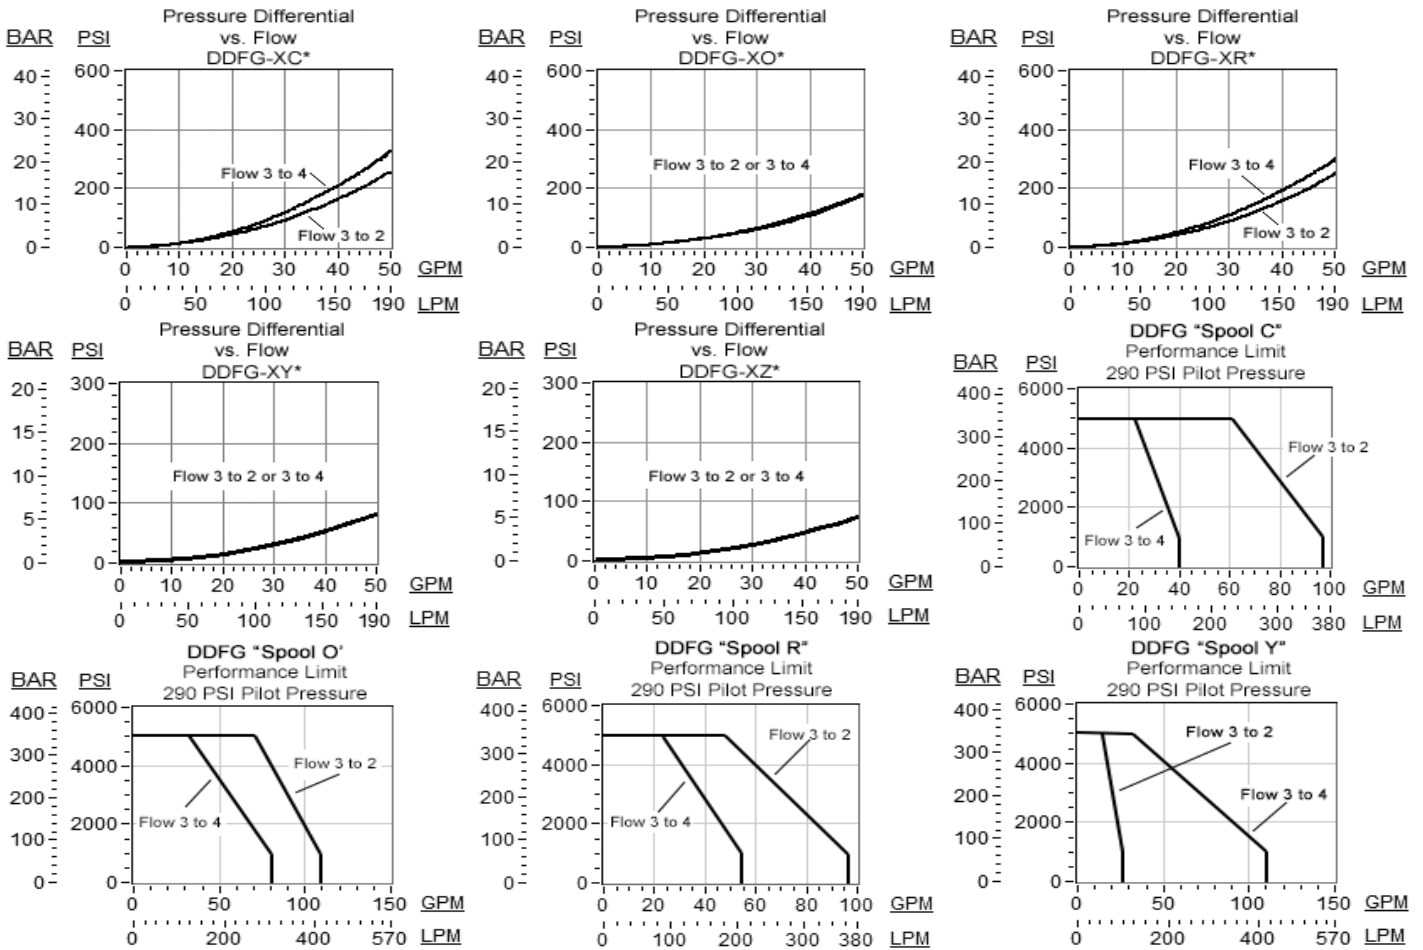 Pressure Differential
vs. Flow
DDFG-XC*
BAR PSI
600
400
200
0
40
30
20
10
0
Flow 3 to 4
Flow 3 to 2
0 10 20 30 40 50 GPM
0 50 100 150 190 LPM
Pressure Differential
vs. Flow
DDFG-XO*
BAR PSI
600
400
200
0
40
30
20
10
0
Flow 3 to 2 or 3 to 4
0 10 20 30 40 50 GPM
0 50 100 150 190 LPM
Pressure Differential
vs. Flow
DDFG-XR*
BAR PSI
600
400
200
0
40
30
20
10
0
Flow 3 to 4
Flow 3 to 2
0 10 20 30 40 50 GPM
0 50 100 150 190 LPM
Pressure Differential
vs. Flow
DDFG-XY*
BAR PSI
300
200
100
0
20
15
10
5
0
Flow 3 to 2 or 3 to 4
0 10 20 30 40 50 GPM
0 50 100 150 190 LPM
Pressure Differential
vs. Flow
DDFG-XZ*
BAR PSI
300
200
100
0
20
15
10
5
0
Flow 3 to 2 or 3 to 4
0 10 20 30 40 50 GPM
0 50 100 150 190 LPM
DDFG "Spool C"
Performance Limit
290 PSI Pilot Pressure
BAR PSI
6000
4000
2000
0
400
300
200
100
0
Flow 3 to 2
Flow 3 to 4
0 20 40 60 80 100 GPM
0 100 200 300 380 LPM
DDFG "Spool O'
Performance Limit
290 PSI Pilot Pressure
BAR PSI
6000
4000
2000
0
400
300
200
100
0
Flow 3 to 2
Flow 3 to 4
0 50 100 150 GPM
0 200 400 570 LPM
DDFG "Spool R"
Performance Limit
290 PSI Pilot Pressure
BAR PSI
6000
4000
2000
0
400
300
200
100
0
Flow 3 to 2
Flow 3 to 4
0 20 40 60 80 100 GPM
0 100 200 300 380 LPM
DDFG "Spool Y"
Performance Limit
290 PSI Pilot Pressure
BAR PSI
6000
4000
2000
0
400
300
200
100
0
Flow 3 to 2
Flow 3 to 4
0 50 100 150 GPM
0 200 400 570 LPM